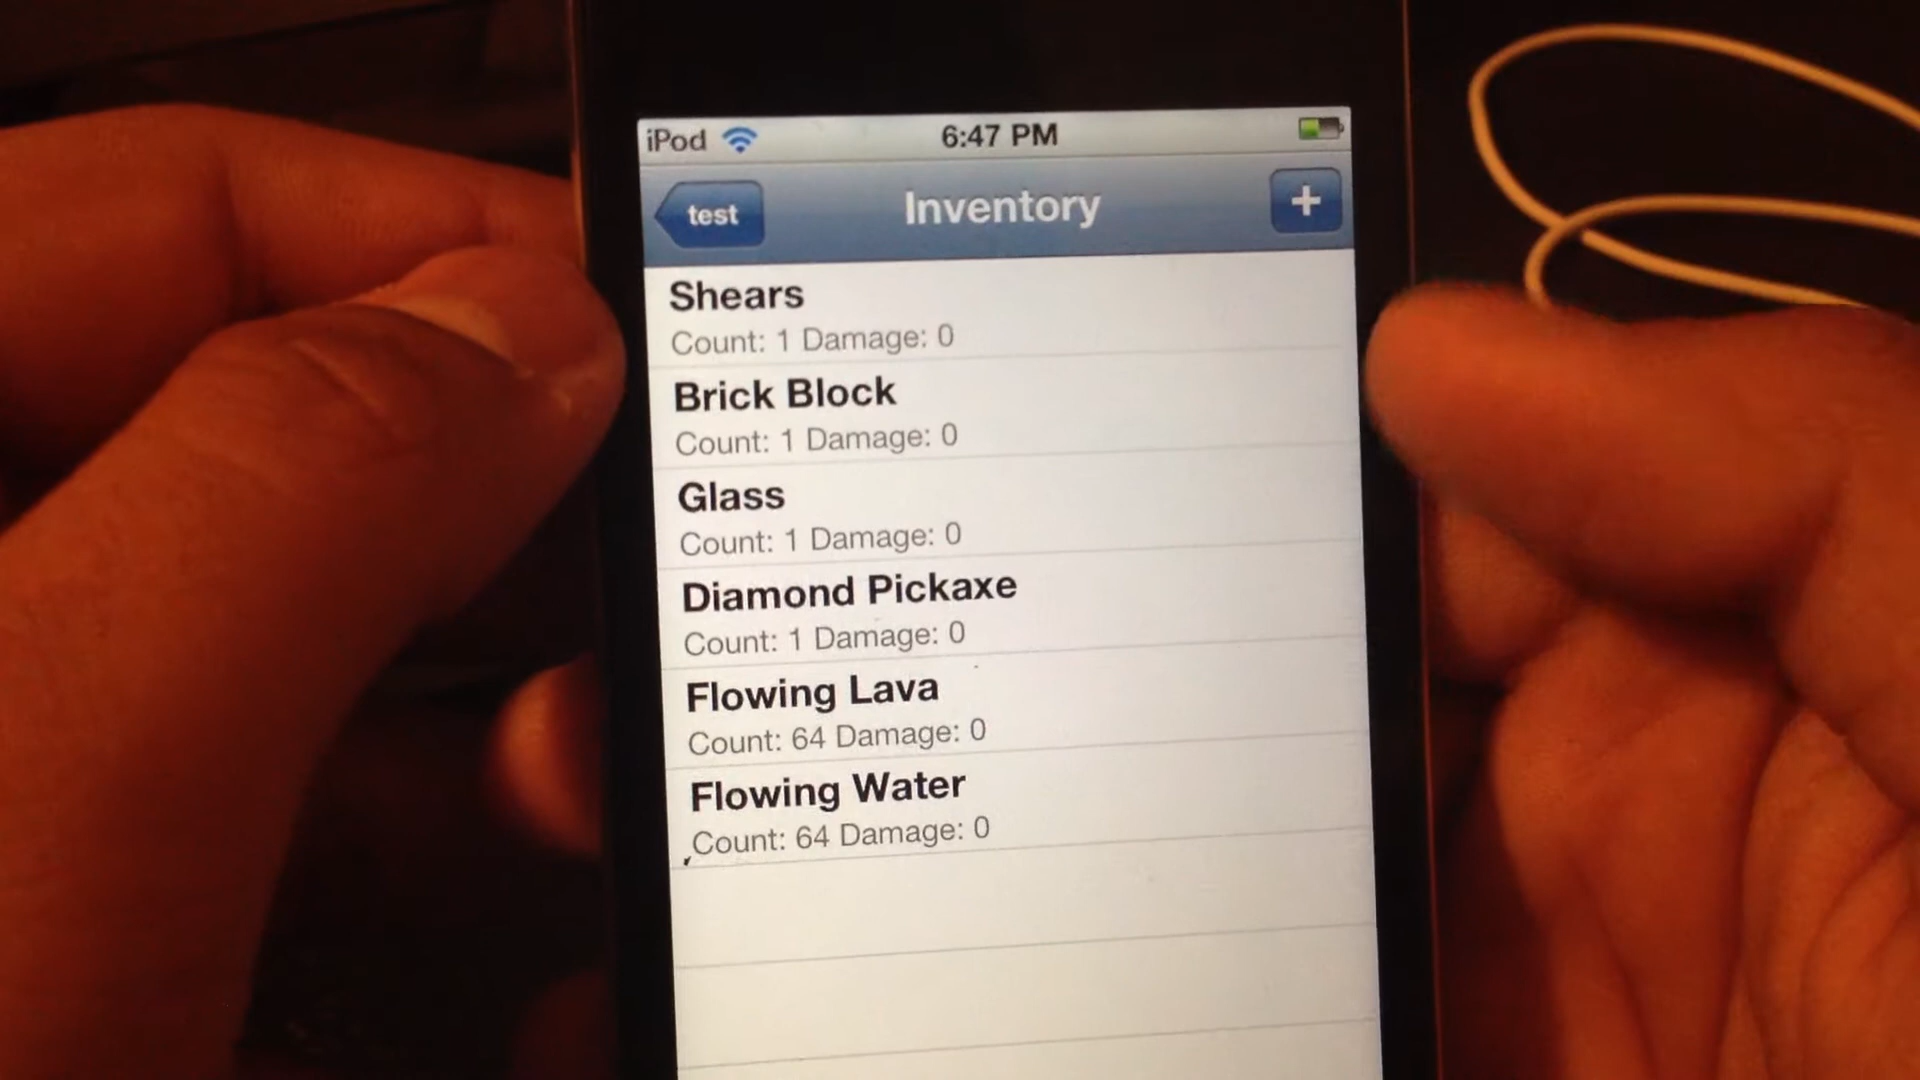 iPod 6:47 PM
test Inventory +
Shears
Count: 1 Damage: 0
Brick Block
Count: 1 Damage: 0
Glass
Count: 1 Damage: 0
Diamond Pickaxe
Count: 1 Damage: 0
Flowing Lava
Count: 64 Damage: 0
Flowing Water
Count: 64 Damage: 0